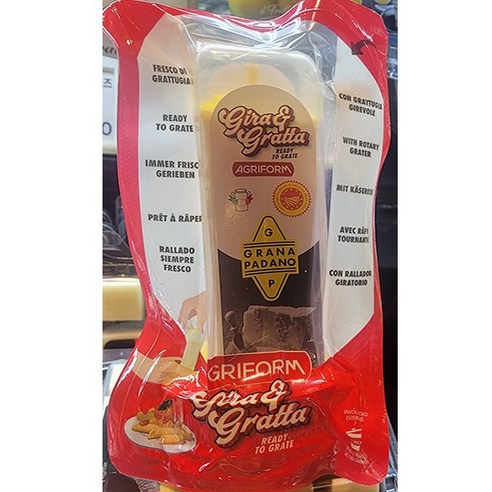 FRESCO DI
GRATTUGIA
READY
TO GRATE
IMMER FRISC
GERIEBEN
PRÊT À RÂPER
RALLADO
SIEMPRE
FRESCO
Gira &
Gratta
READY
TO GRATE
AGRIFORM
G
GRANA
PADANO
P
CON GRATTUGIA
GIREVOLE
WITH ROTARY
GRATER
MIT KÄSEREI
AVEC RÂPE
TOURNANTE
CON RALLADOR
GIRATORIO
GRIFORM
Gira &
Gratta
READY
TO GRATE